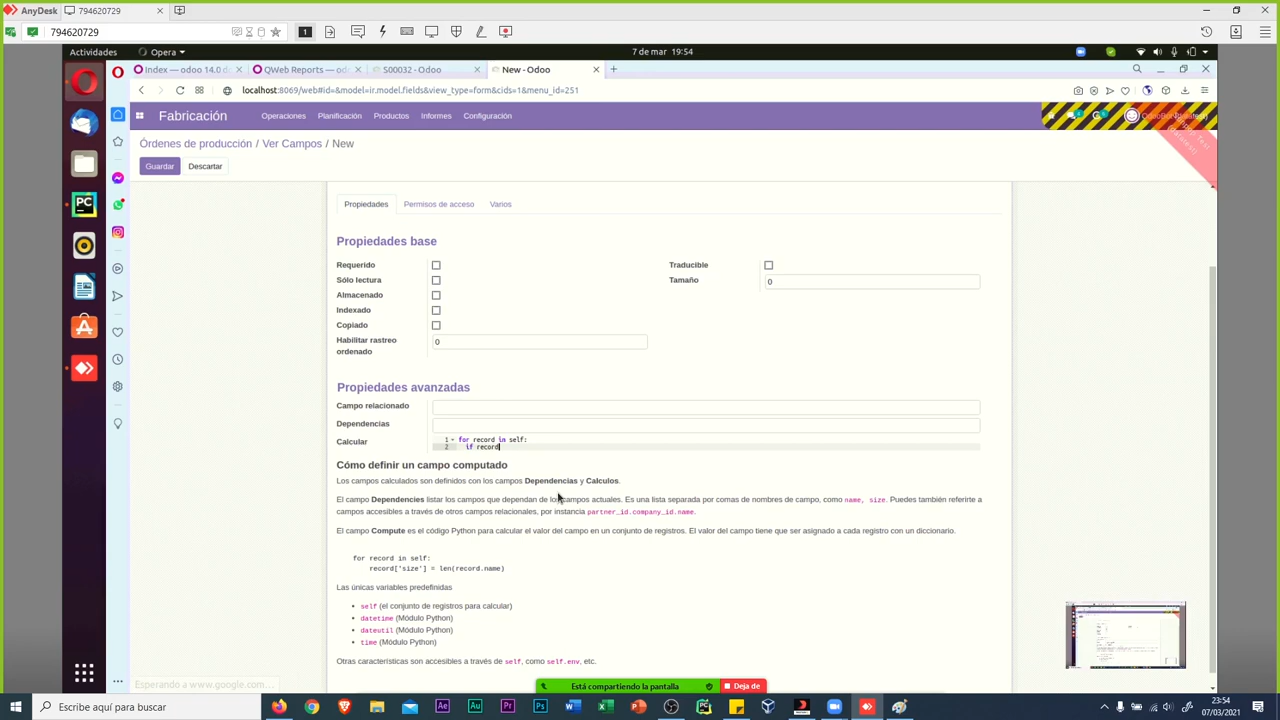 AnyDesk
794620729
794620729
1
Actividades
Opera
7 de mar 19:54
Index — odoo 14.0 d
QWeb Reports — odo
S00032 - Odoo
New - Odoo
localhost:8069/web#id=&model=ir.model.fields&view_type=form&cids=1&menu_id=251
Fabricación
Operaciones
Planificación
Productos
Informes
Configuración
Órdenes de producción / Ver Campos / New
Guardar
Descartar
Propiedades
Permisos de acceso
Varios
Propiedades base
Requerido
Traducible
Sólo lectura
Tamaño
0
Almacenado
Indexado
Copiado
Habilitar rastreo
ordenado
0
Propiedades avanzadas
Campo relacionado
Dependencias
Calcular
1 for record in self:
2 if record
Cómo definir un campo computado
Los campos calculados son definidos con los campos Dependencias y Calculos.
El campo Dependencies listar los campos que dependan de los campos actuales. Es una lista separada por comas de nombres de campo, como name, size. Puedes también referirte a
campos accesibles a través de otros campos relacionales, por instancia partner_id.company_id.name.
El campo Compute es el código Python para calcular el valor del campo en un conjunto de registros. El valor del campo tiene que ser asignado a cada registro con un diccionario.
for record in self:
record['size'] = len(record.name)
Las únicas variables predefinidas
self (el conjunto de registros para calcular)
datetime (Módulo Python)
dateutil (Módulo Python)
time (Módulo Python)
Otras características son accesibles a través de self, como self.env, etc.
Esperando a www.google.com...
Está compartiendo la pantalla
Deja de
Escribe aquí para buscar
23:54
07/03/2021